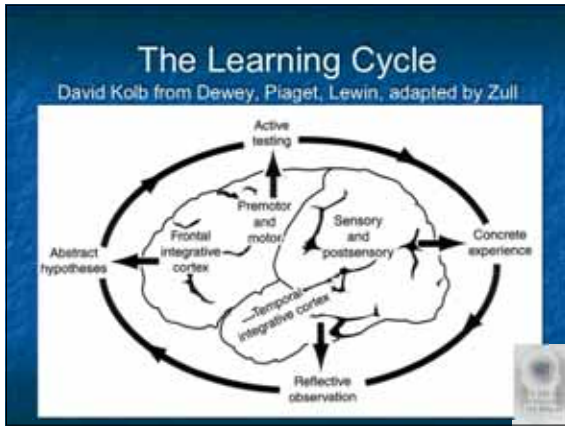 The Learning Cycle
David Kolb from Dewey, Piaget, Lewin, adapted by Zull
Active
testing
Premotor
and
motor
Sensory
and
postsensory
Frontal
integrative
cortex
Abstract
hypotheses
Concrete
experience
Temporal
integrative cortex
Reflective
observation